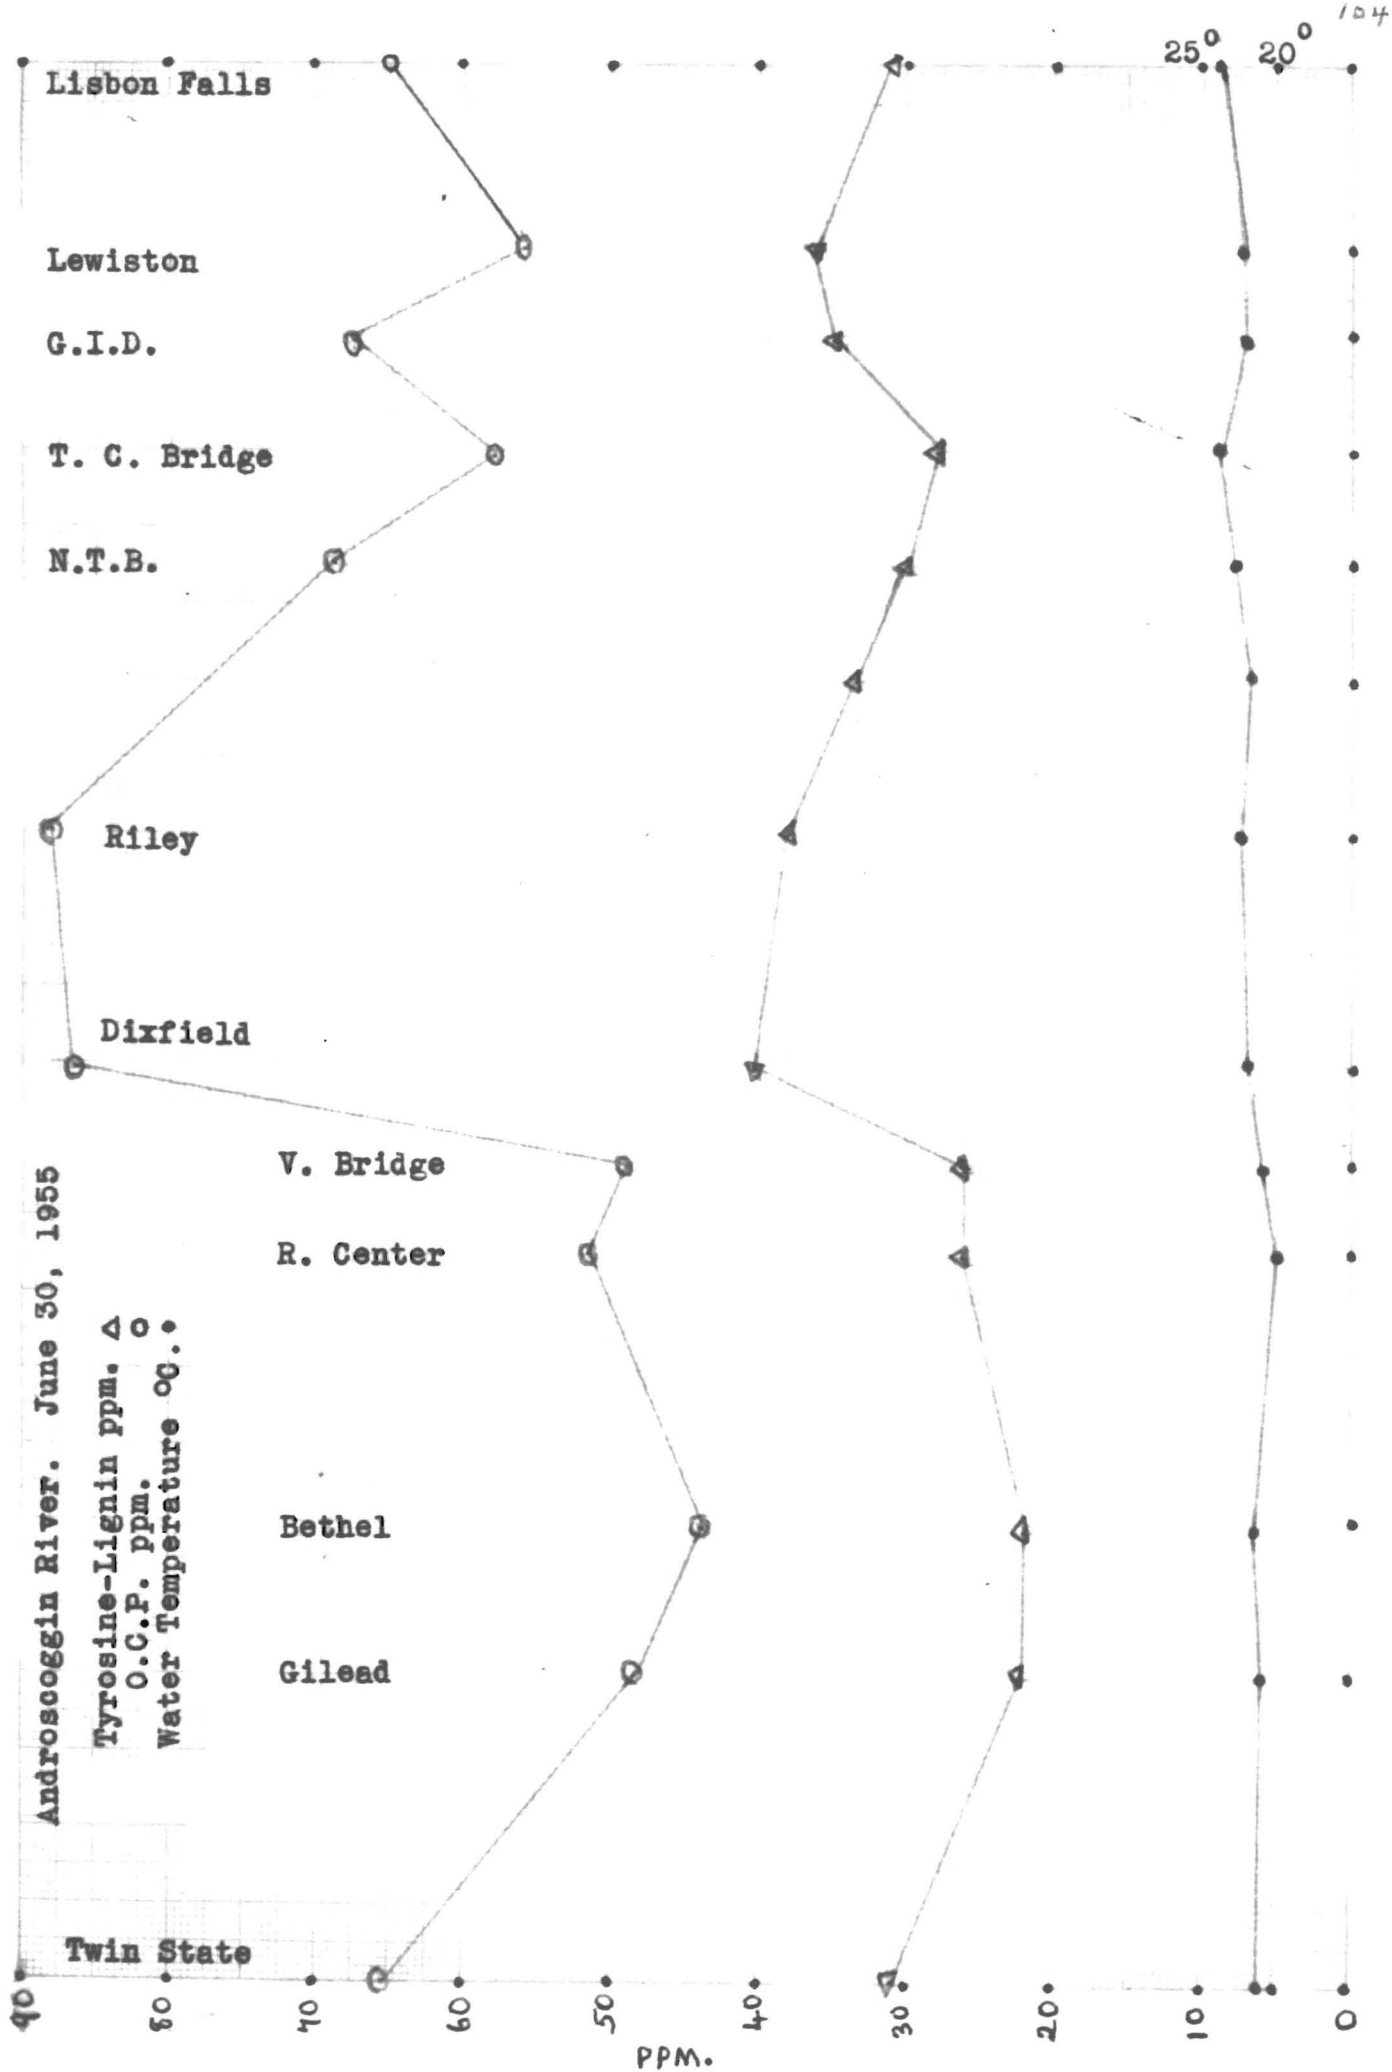 104
25° 20°
Lisbon Falls
Lewiston
G.I.D.
T. C. Bridge
N.T.B.
Riley
Dixfield
V. Bridge
R. Center
Bethel
Gilead
Twin State
Androscoggin River. June 30, 1955
Tyrosine-Lignin ppm. Δ
O.C.P. ppm. o
Water Temperature °C. •
90 80 70 60 50 40 30 20 10 0
PPM.